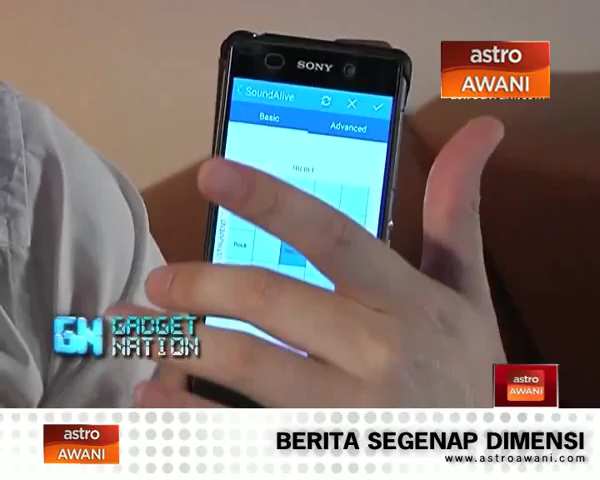 SONY
astro
AWANI
SoundAlive
Basic
Advanced
Rock
GN GADGET
NATION
astro
AWANI
astro
AWANI
BERITA SEGENAP DIMENSI
www.astroawani.com